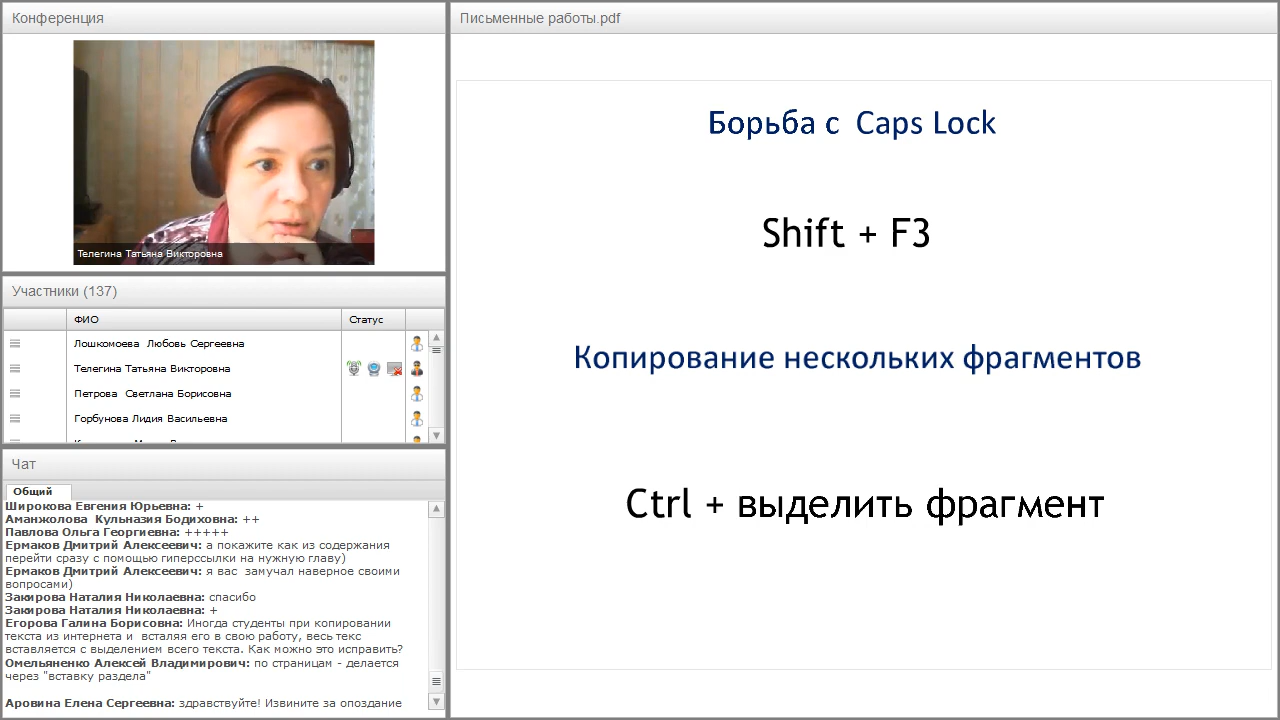 Конференция
Телегина Татьяна Викторовна
Участники (137)
ФИО Статус
Лошкомоева Любовь Сергеевна
Телегина Татьяна Викторовна
Петрова Светлана Борисовна
Горбунова Лидия Васильевна
Чат
Общий
Широкова Евгения Юрьевна: +
Аманжолова Кульназия Бодиховна: ++
Павлова Ольга Георгиевна: +++++
Ермаков Дмитрий Алексеевич: а покажите как из содержания
перейти сразу с помощью гиперссылки на нужную главу)
Ермаков Дмитрий Алексеевич: я вас замучал наверное своими
вопросами)
Закирова Наталия Николаевна: спасибо
Закирова Наталия Николаевна: +
Егорова Галина Борисовна: Иногда студенты при копировании
текста из интернета и всталяя его в свою работу, весь текс
вставляется с выделением всего текста. Как можно это исправить?
Омельяненко Алексей Владимирович: по страницам - делается
через "вставку раздела"
Аровина Елена Сергеевна: здравствуйте! Извините за опоздание
Письменные работы.pdf
Борьба с Caps Lock
Shift + F3
Копирование нескольких фрагментов
Ctrl + выделить фрагмент